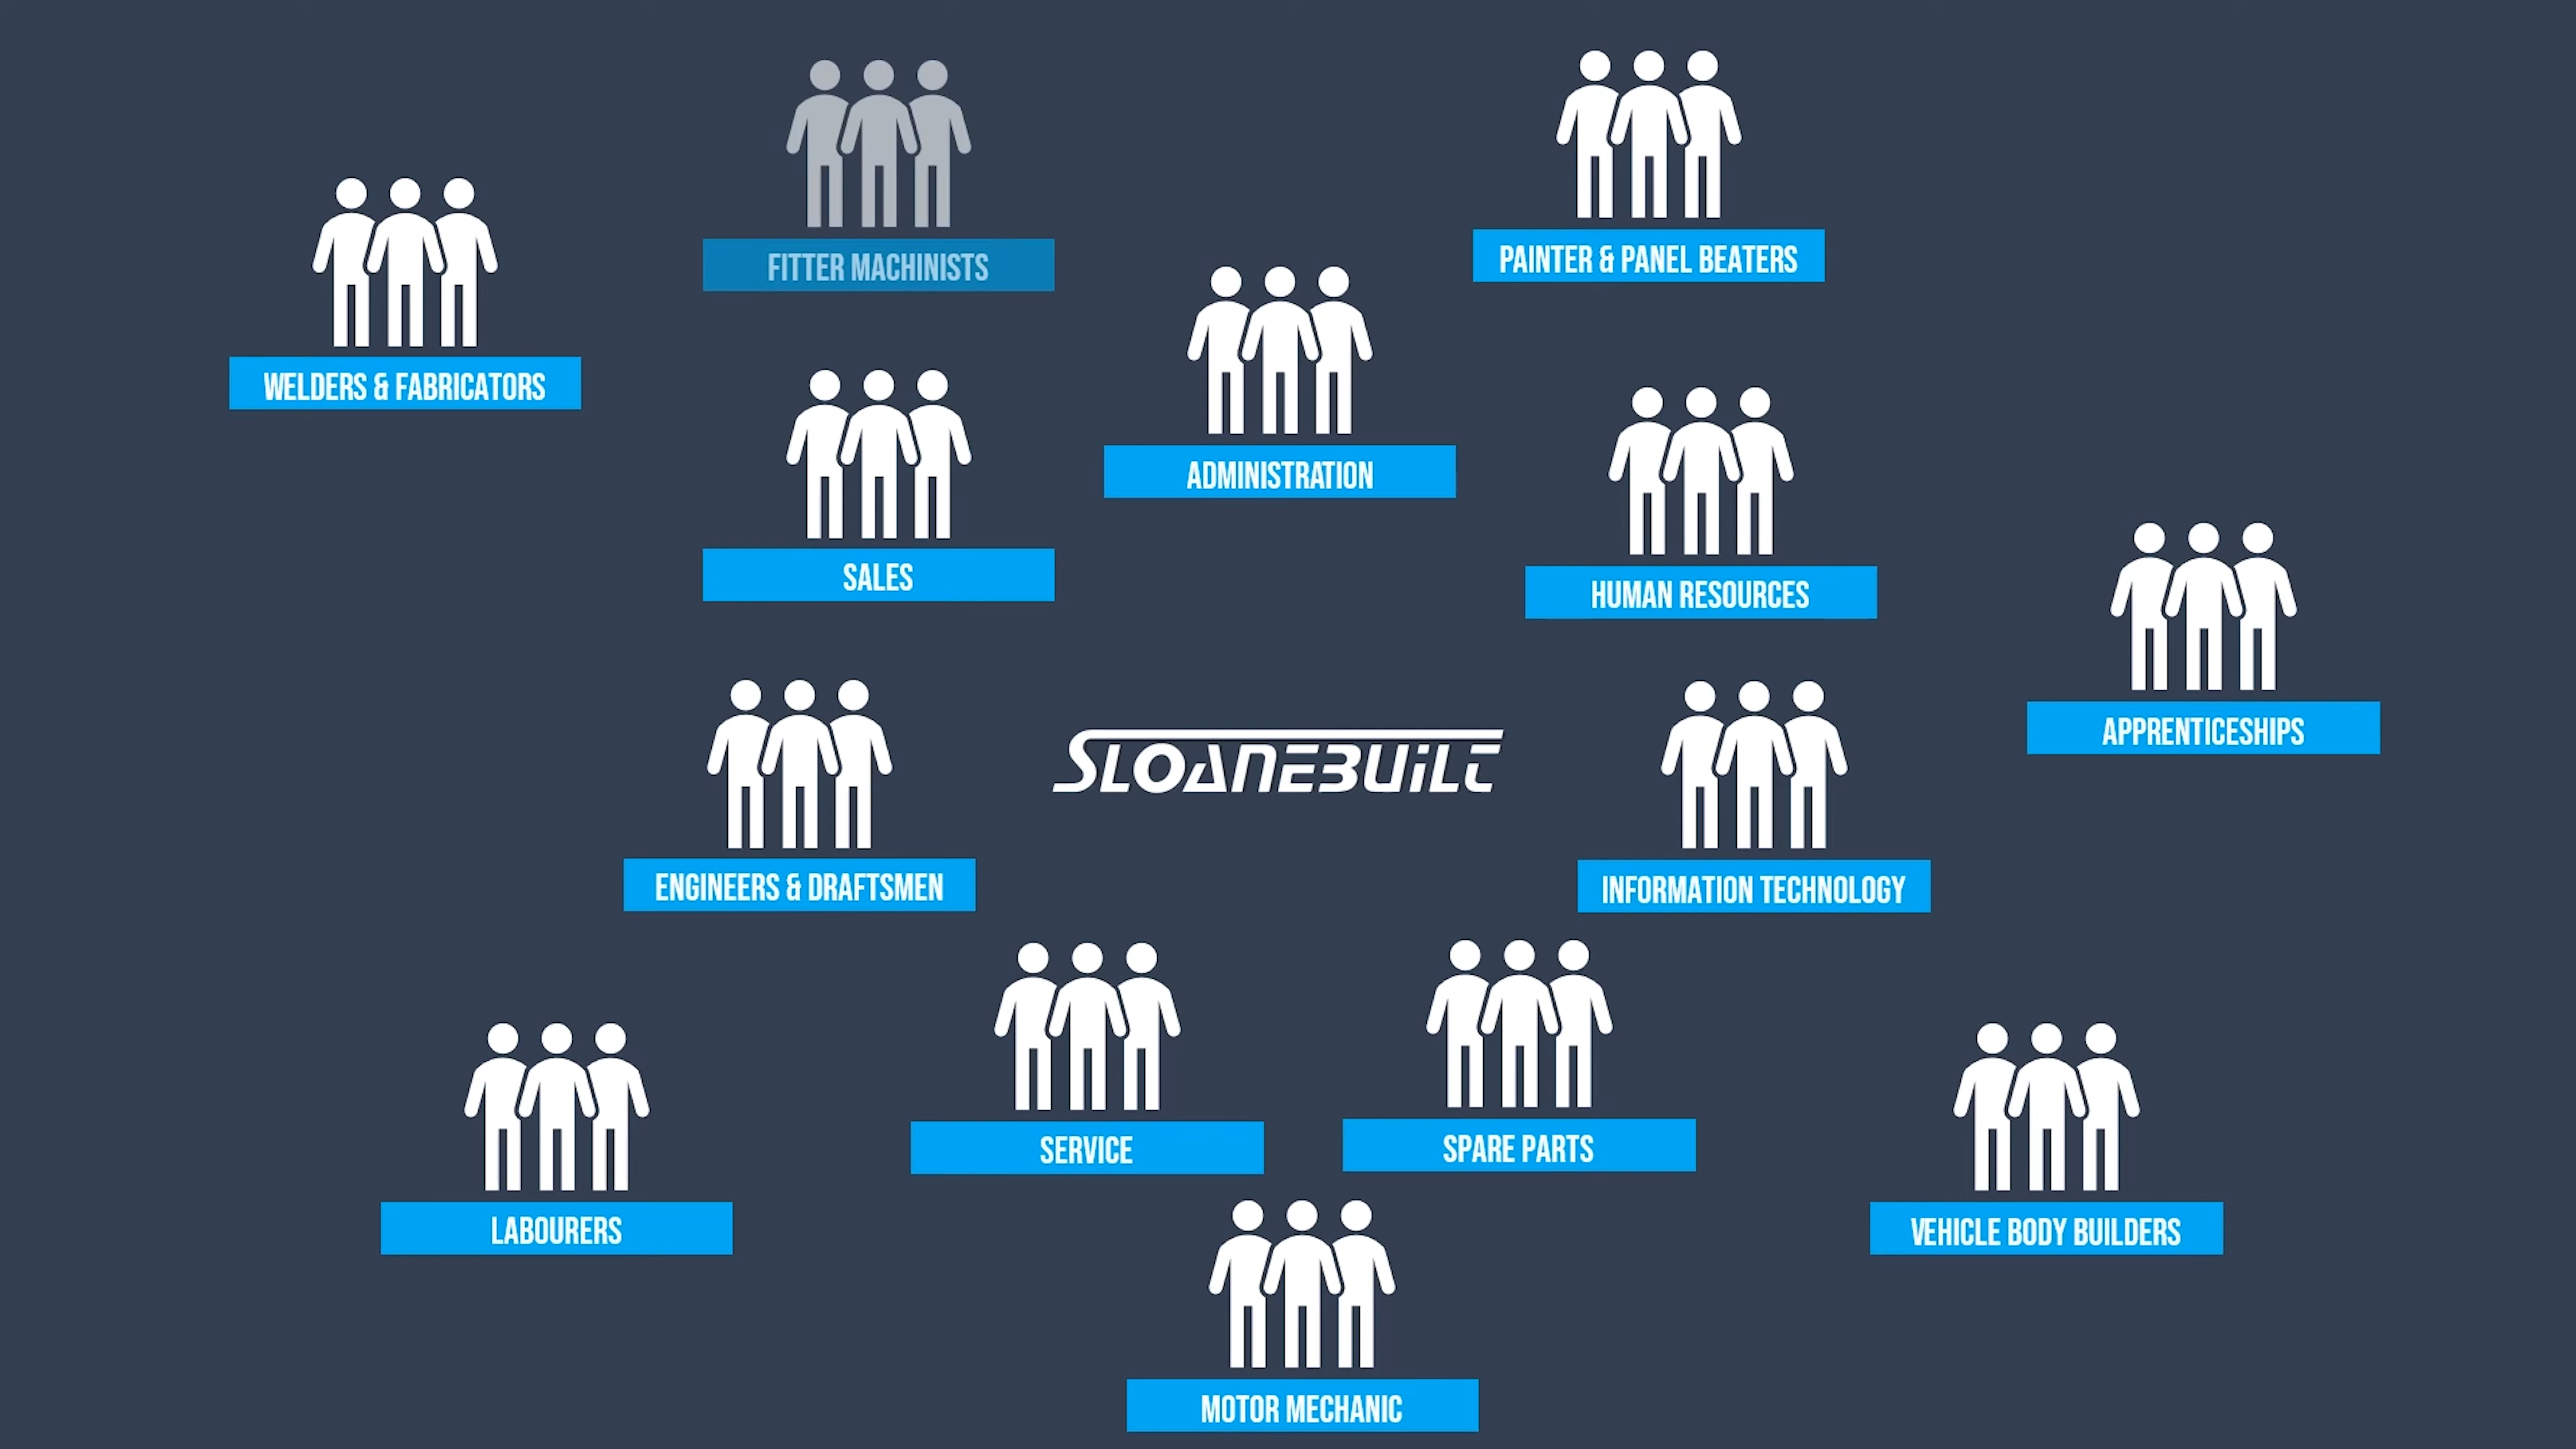 PAINTER & PANEL BEATERS
FITTER MACHINISTS
WELDERS & FABRICATORS
ADMINISTRATION
SALES
HUMAN RESOURCES
APPRENTICESHIPS
SLOANEBUILT
ENGINEERS & DRAFTSMEN
INFORMATION TECHNOLOGY
SERVICE
SPARE PARTS
LABOURERS
VEHICLE BODY BUILDERS
MOTOR MECHANIC